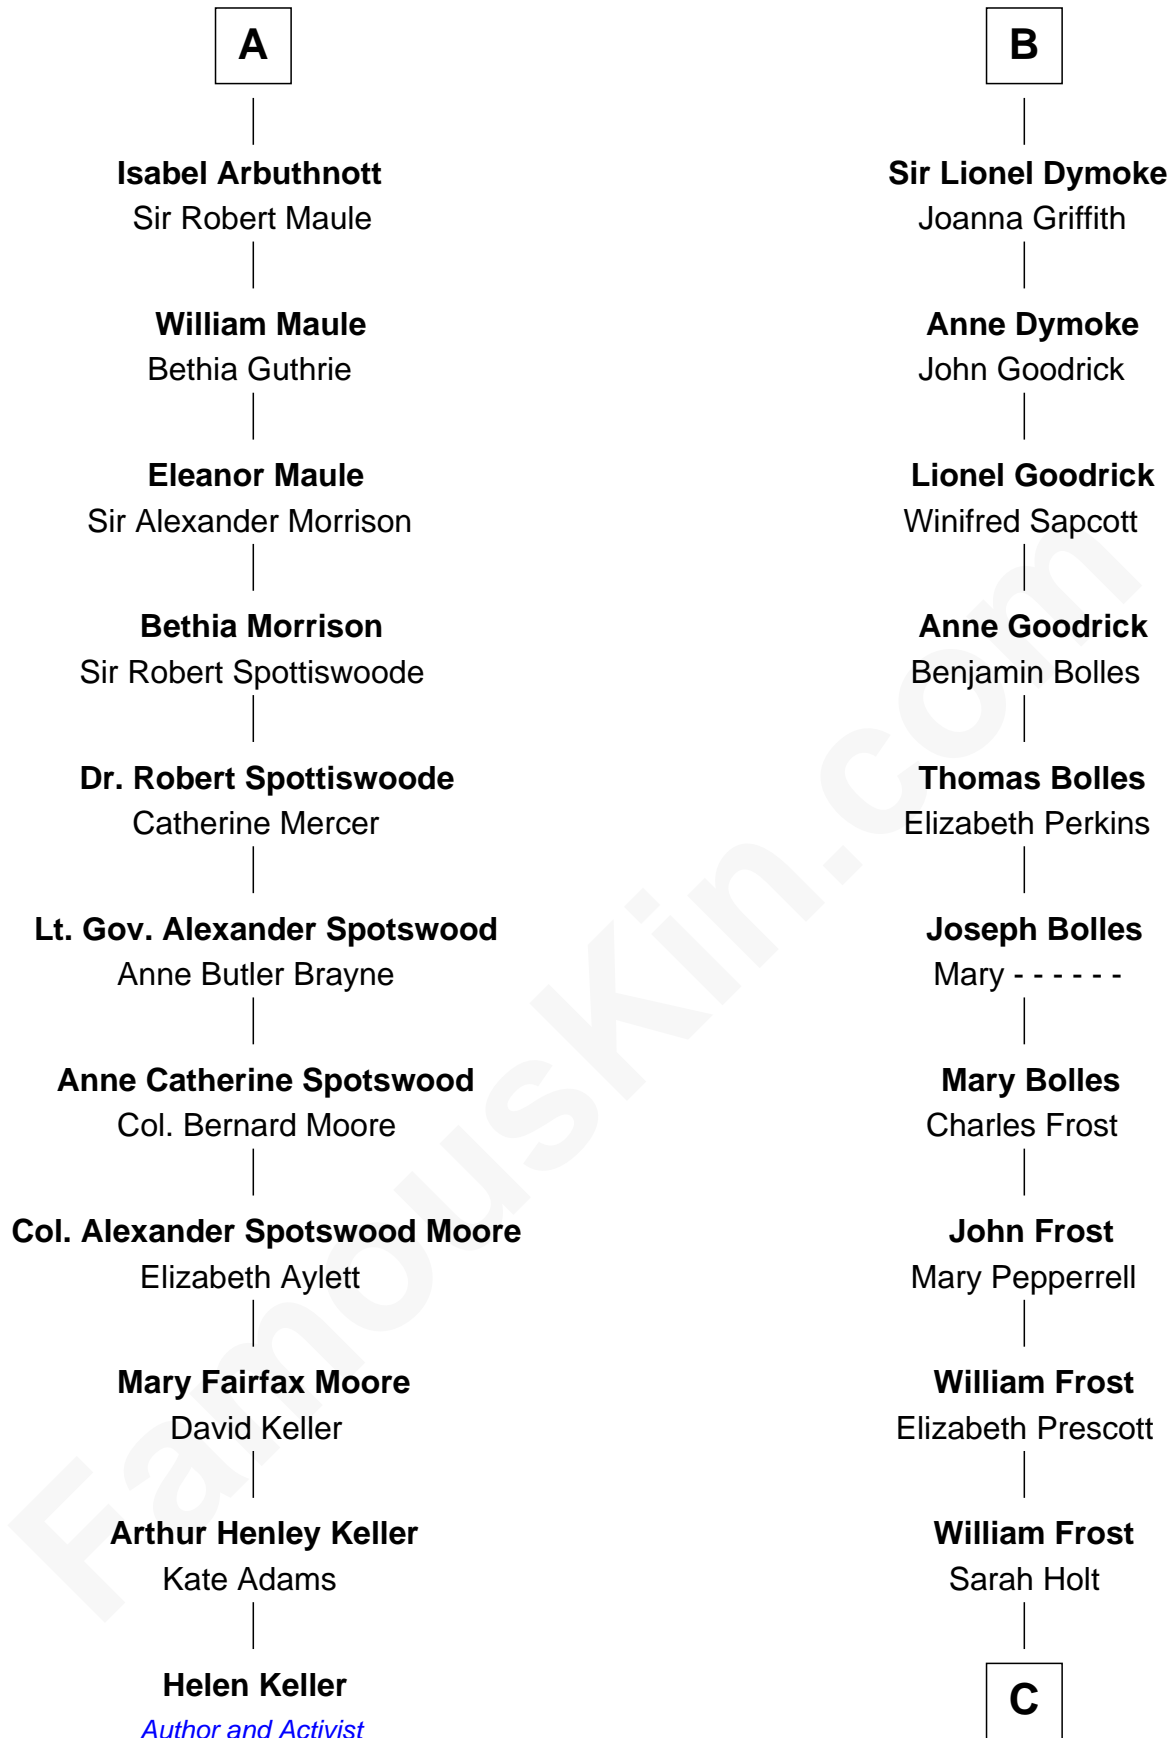 A
Isabel Arbuthnott
Sir Robert Maule
William Maule
Bethia Guthrie
Eleanor Maule
Sir Alexander Morrison
Bethia Morrison
Sir Robert Spottiswoode
Dr. Robert Spottiswoode
Catherine Mercer
Lt. Gov. Alexander Spotswood
Anne Butler Brayne
Anne Catherine Spotswood
Col. Bernard Moore
Col. Alexander Spotswood Moore
Elizabeth Aylett
Mary Fairfax Moore
David Keller
Arthur Henley Keller
Kate Adams
Helen Keller
Author and Activist
B
Sir Lionel Dymoke
Joanna Griffith
Anne Dymoke
John Goodrick
Lionel Goodrick
Winifred Sapcott
Anne Goodrick
Benjamin Bolles
Thomas Bolles
Elizabeth Perkins
Joseph Bolles
Mary - - - - - -
Mary Bolles
Charles Frost
John Frost
Mary Pepperrell
William Frost
Elizabeth Prescott
William Frost
Sarah Holt
C
FamousKin.com